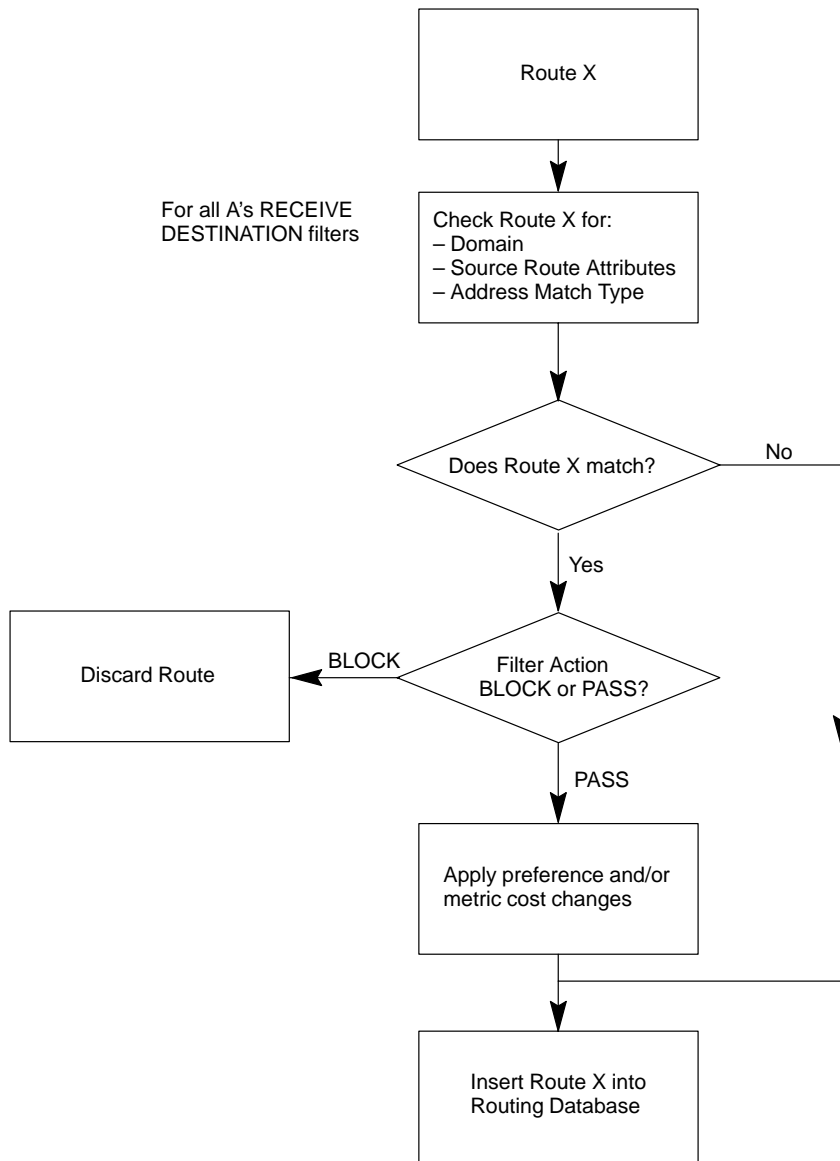 Route X
For all A's RECEIVE
DESTINATION filters
Check Route X for:
– Domain
– Source Route Attributes
– Address Match Type
Does Route X match?
No
Yes
Discard Route
BLOCK
Filter Action
BLOCK or PASS?
PASS
Apply preference and/or
metric cost changes
Insert Route X into
Routing Database